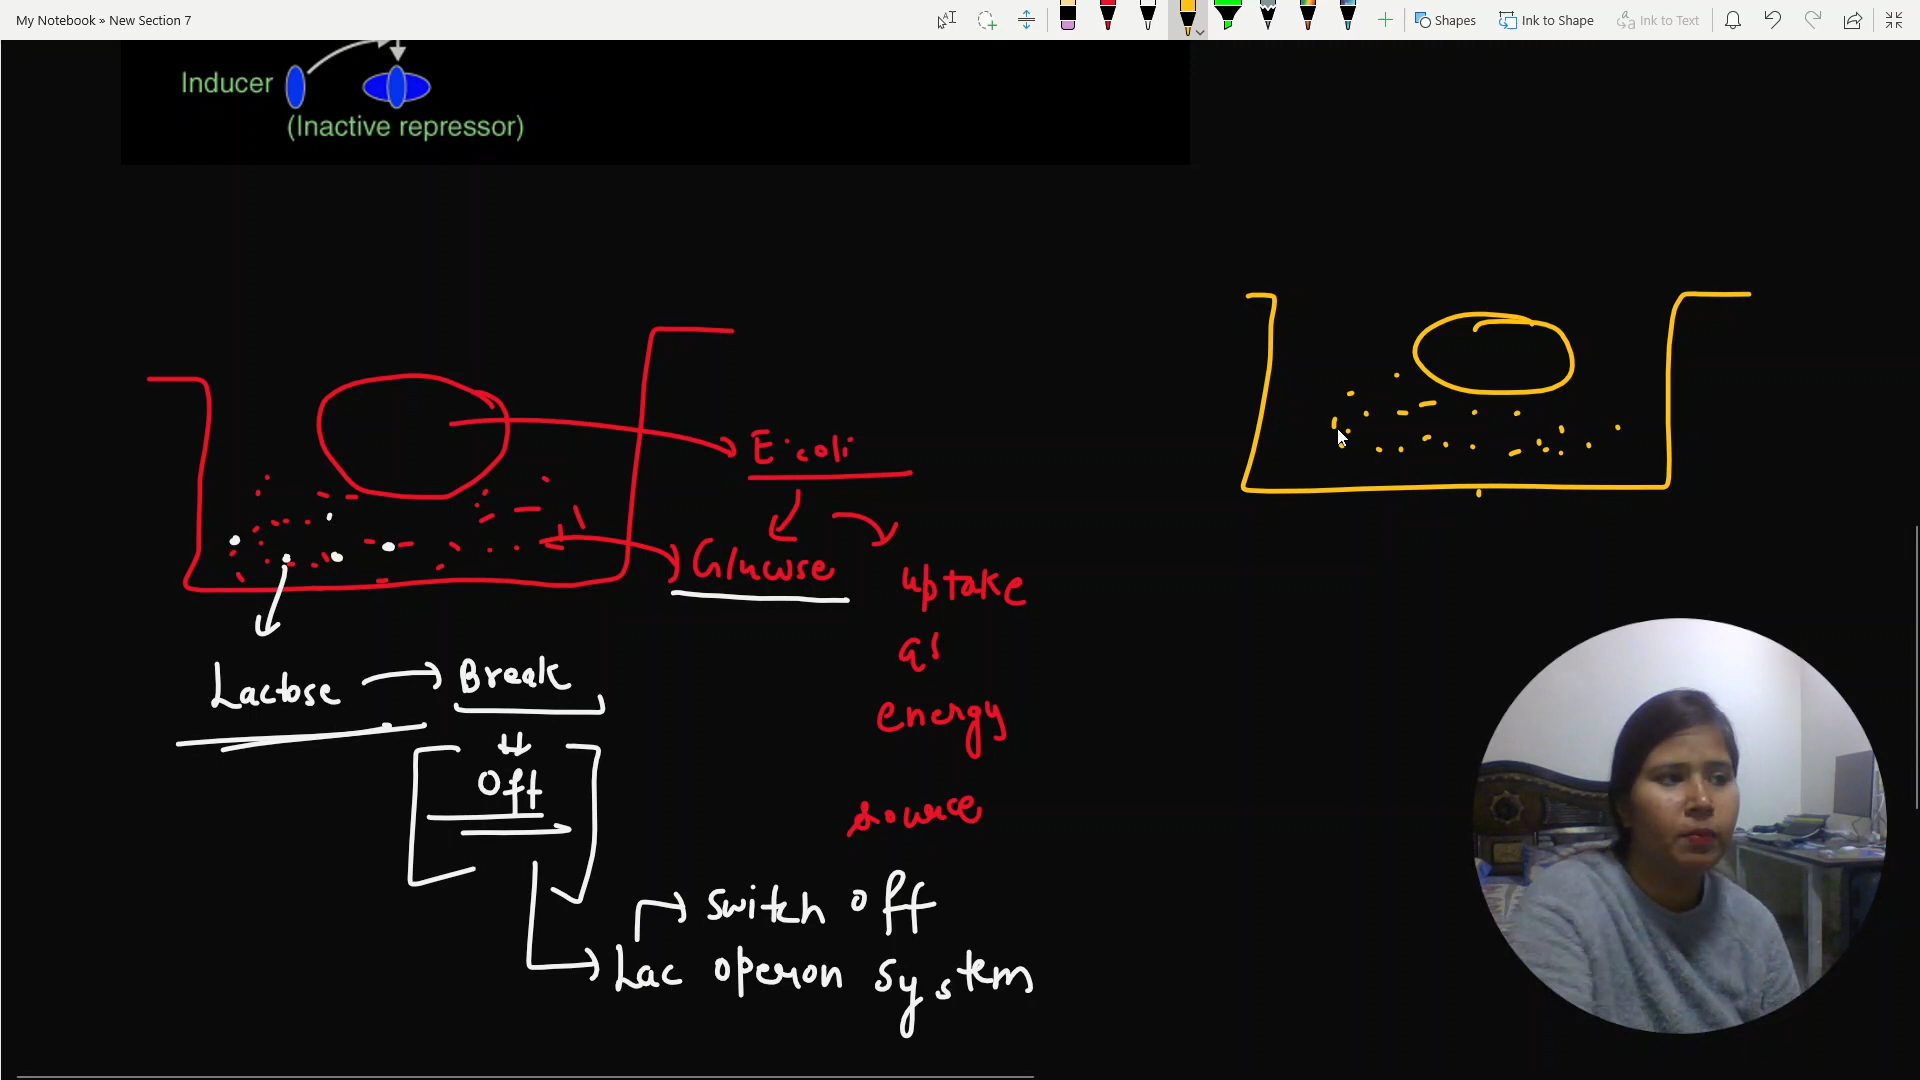 My Notebook » New Section 7
Shapes
Ink to Shape
Ink to Text
Inducer
(Inactive repressor)
E.coli
Glucose
uptake
as
energy
source
Lactose
Break
Off
Switch off
Lac operon System